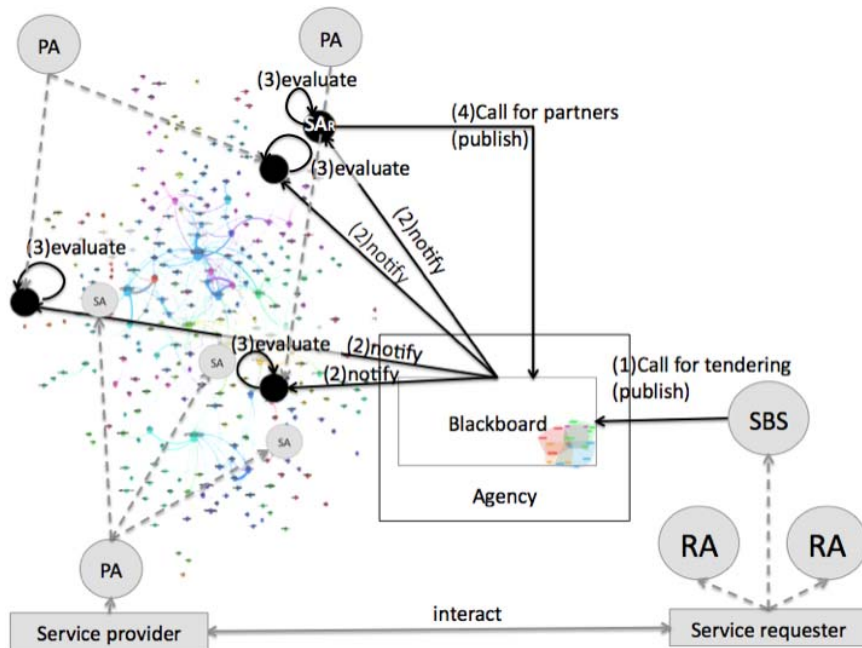 PA
PA
(3)evaluate
SAR
(4)Call for partners
(publish)
(3)evaluate
(2)notify
(2)notify
(3)evaluate
SA
(3)evaluate
(2)notify
(2)notify
SA
(1)Call for tendering
(publish)
Blackboard
SBS
SA
Agency
RA
RA
PA
interact
Service provider
Service requester